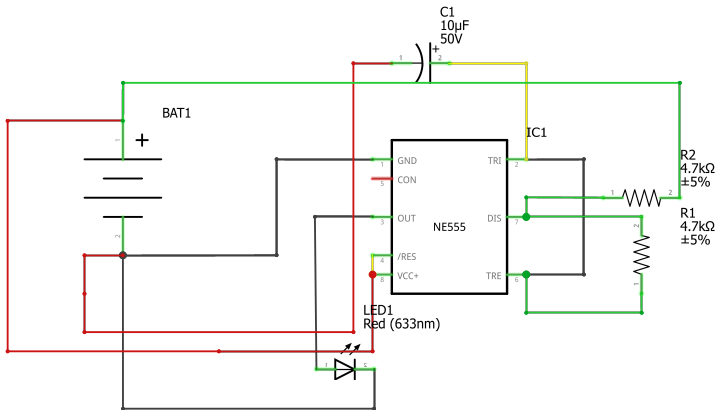 C1
10µF
50V
1
+
2
BAT1
1
+
2
IC1
NE555
GND
1
CON
5
OUT
3
/RES
4
VCC+
8
TRI
2
DIS
7
TRE
6
R2
4.7kΩ
±5%
1
2
R1
4.7kΩ
±5%
2
1
LED1
Red (633nm)
1